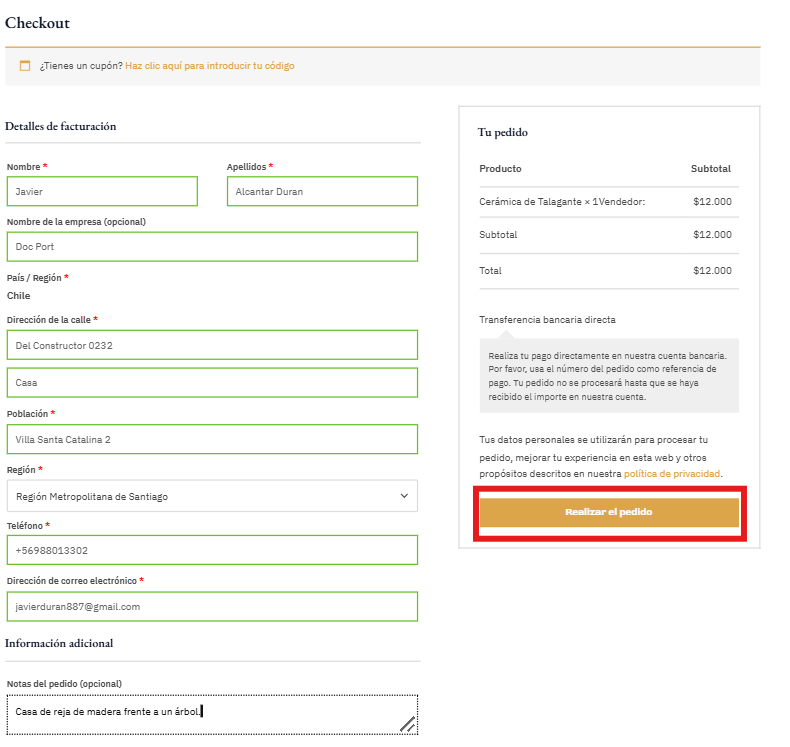 Checkout
¿Tienes un cupón? Haz clic aquí para introducir tu código
Detalles de facturación
Nombre *
Apellidos *
Javier
Alcantar Duran
Nombre de la empresa (opcional)
Doc Port
País / Región *
Chile
Dirección de la calle *
Del Constructor 0232
Casa
Población *
Villa Santa Catalina 2
Región *
Región Metropolitana de Santiago
Teléfono *
+56988013302
Dirección de correo electrónico *
javierduran887@gmail.com
Información adicional
Notas del pedido (opcional)
Casa de reja de madera frente a un árbol.
Tu pedido
Producto Subtotal
Cerámica de Talagante × 1Vendedor: $12.000
Subtotal $12.000
Total $12.000
Transferencia bancaria directa
Realiza tu pago directamente en nuestra cuenta bancaria.
Por favor, usa el número del pedido como referencia de
pago. Tu pedido no se procesará hasta que se haya
recibido el importe en nuestra cuenta.
Tus datos personales se utilizarán para procesar tu
pedido, mejorar tu experiencia en esta web y otros
propósitos descritos en nuestra política de privacidad.
Realizar el pedido